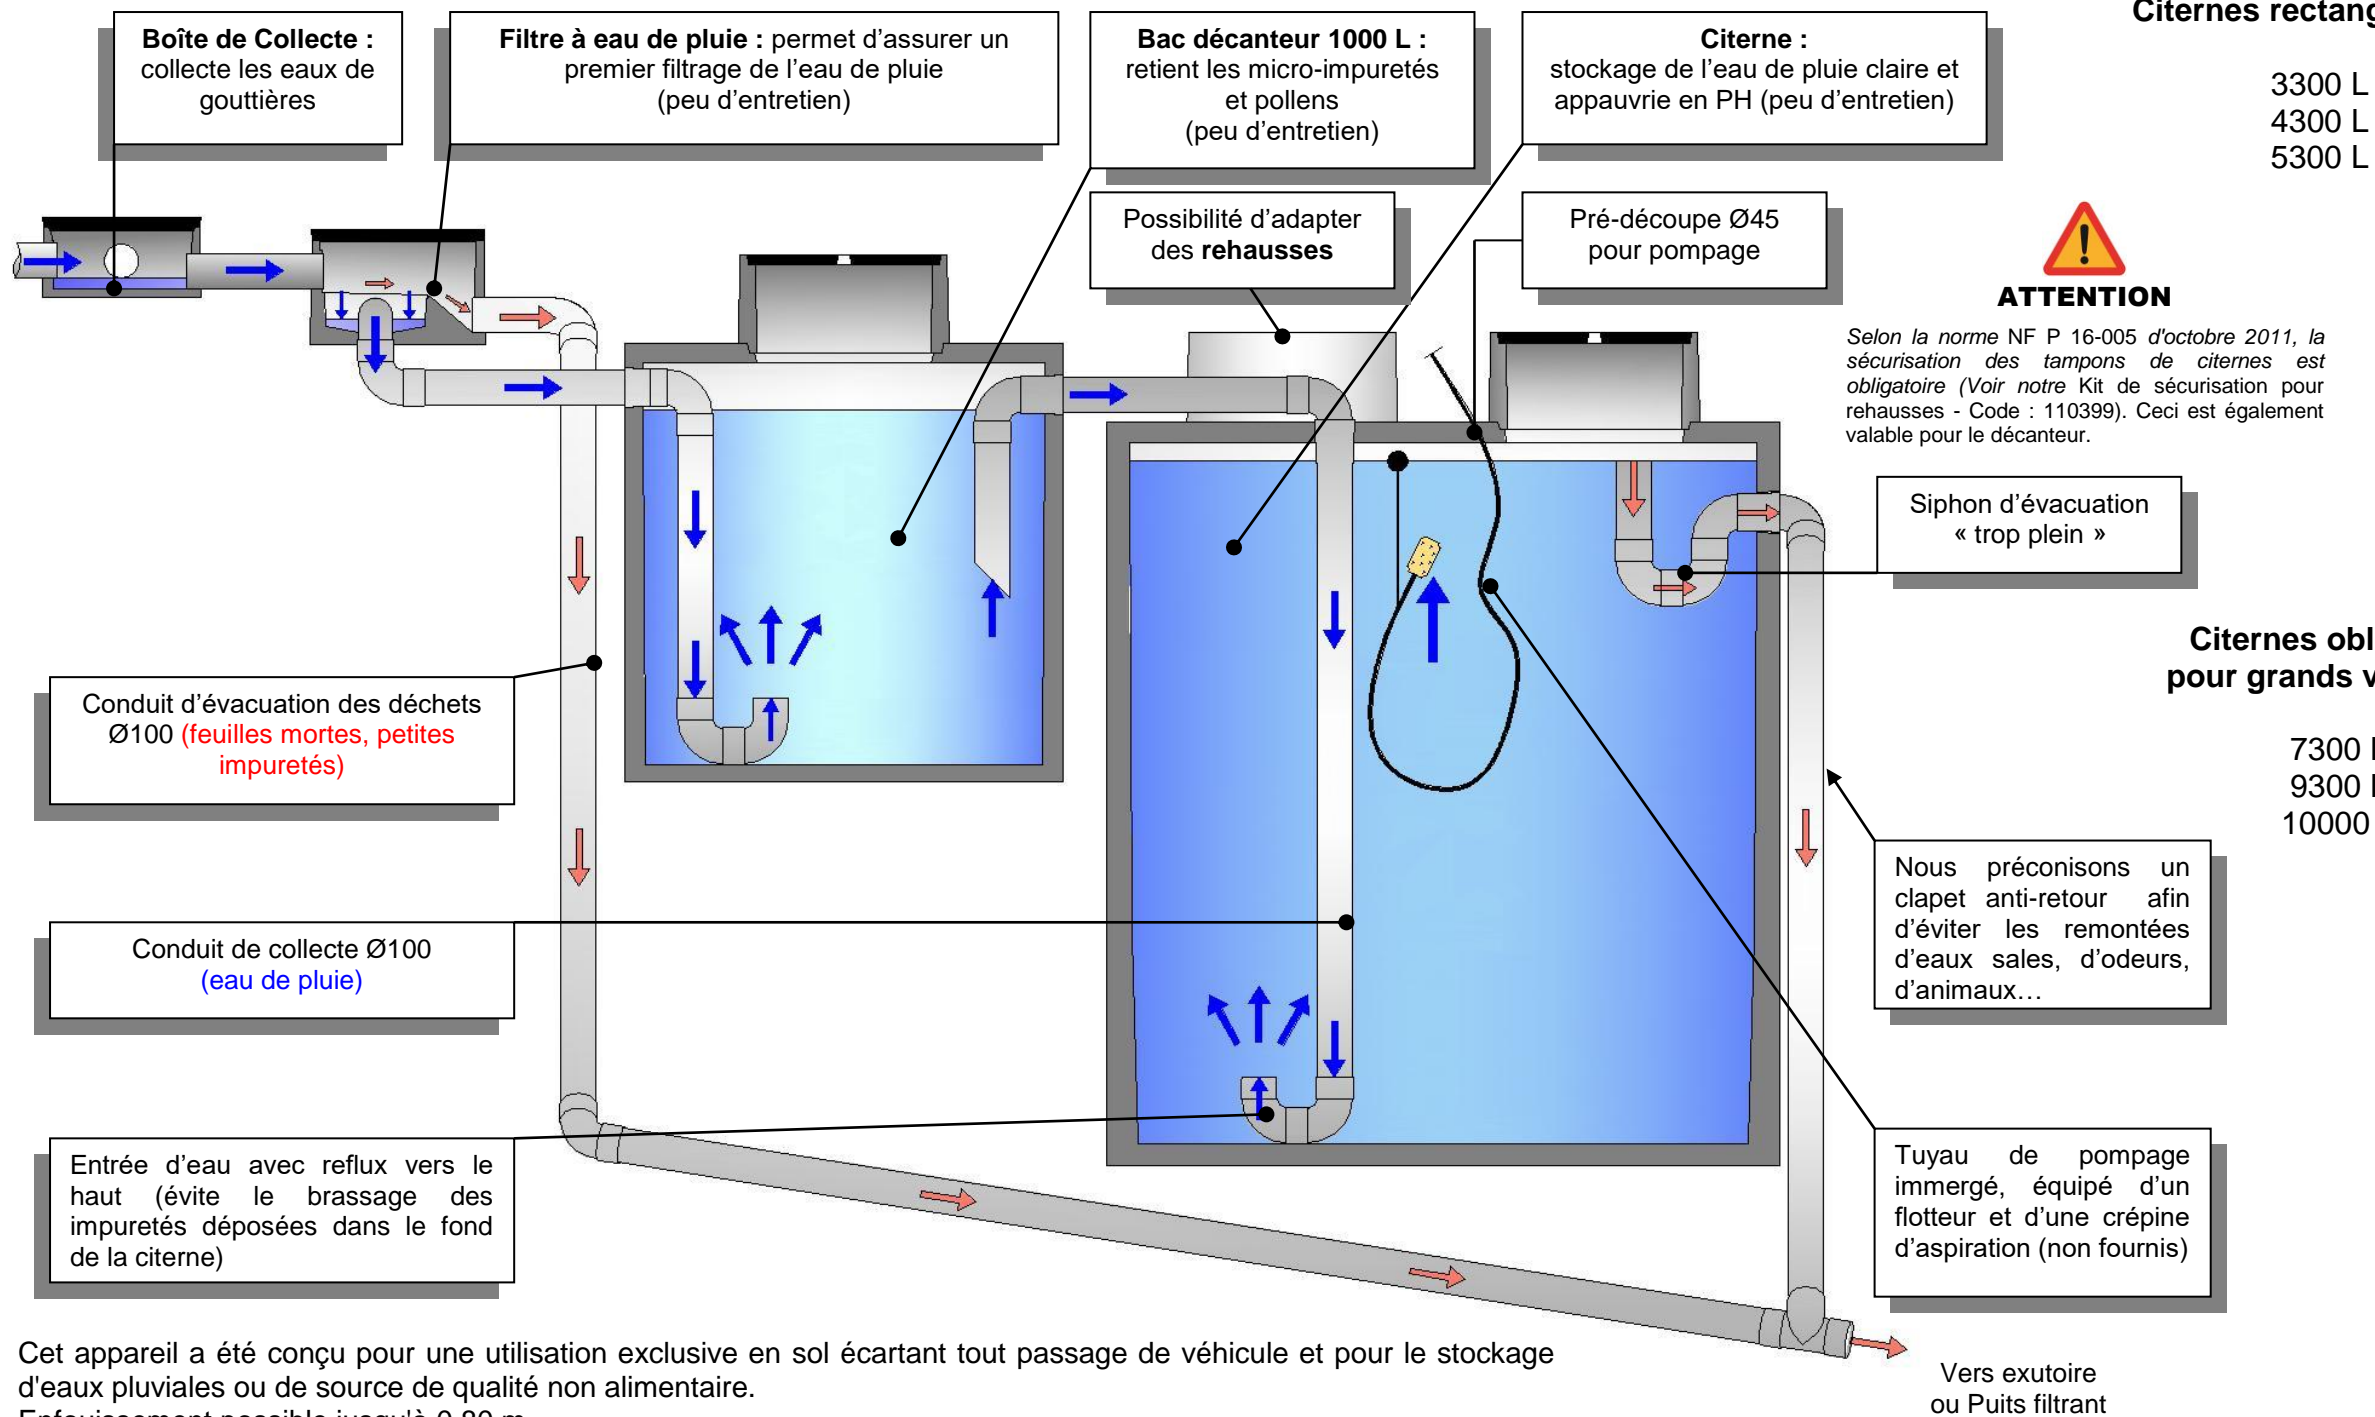 Boîte de Collecte :
collecte les eaux de
gouttières
Filtre à eau de pluie : permet d'assurer un
premier filtrage de l'eau de pluie
(peu d'entretien)
Bac décanteur 1000 L :
retient les micro-impuretés
et pollens
(peu d'entretien)
Citerne :
stockage de l'eau de pluie claire et
appauvrie en PH (peu d'entretien)
Citernes rectang
3300 L
4300 L
5300 L
Possibilité d'adapter
des rehausses
Pré-découpe Ø45
pour pompage
ATTENTION
Selon la norme NF P 16-005 d'octobre 2011, la
sécurisation des tampons de citernes est
obligatoire (Voir notre Kit de sécurisation pour
rehausses - Code : 110399). Ceci est également
valable pour le décanteur.
Siphon d'évacuation
« trop plein »
Citernes obl
pour grands v
7300
9300
10000
Conduit d'évacuation des déchets
Ø100 (feuilles mortes, petites
impuretés)
Nous préconisons un
clapet anti-retour afin
d'éviter les remontées
d'eaux sales, d'odeurs,
d'animaux…
Conduit de collecte Ø100
(eau de pluie)
Entrée d'eau avec reflux vers le
haut (évite le brassage des
impuretés déposées dans le fond
de la citerne)
Tuyau de pompage
immergé, équipé d'un
flotteur et d'une crépine
d'aspiration (non fournis)
Cet appareil a été conçu pour une utilisation exclusive en sol écartant tout passage de véhicule et pour le stockage
d'eaux pluviales ou de source de qualité non alimentaire.
Enfouissement possible jusqu'à 0.80 m
Vers exutoire
ou Puits filtrant